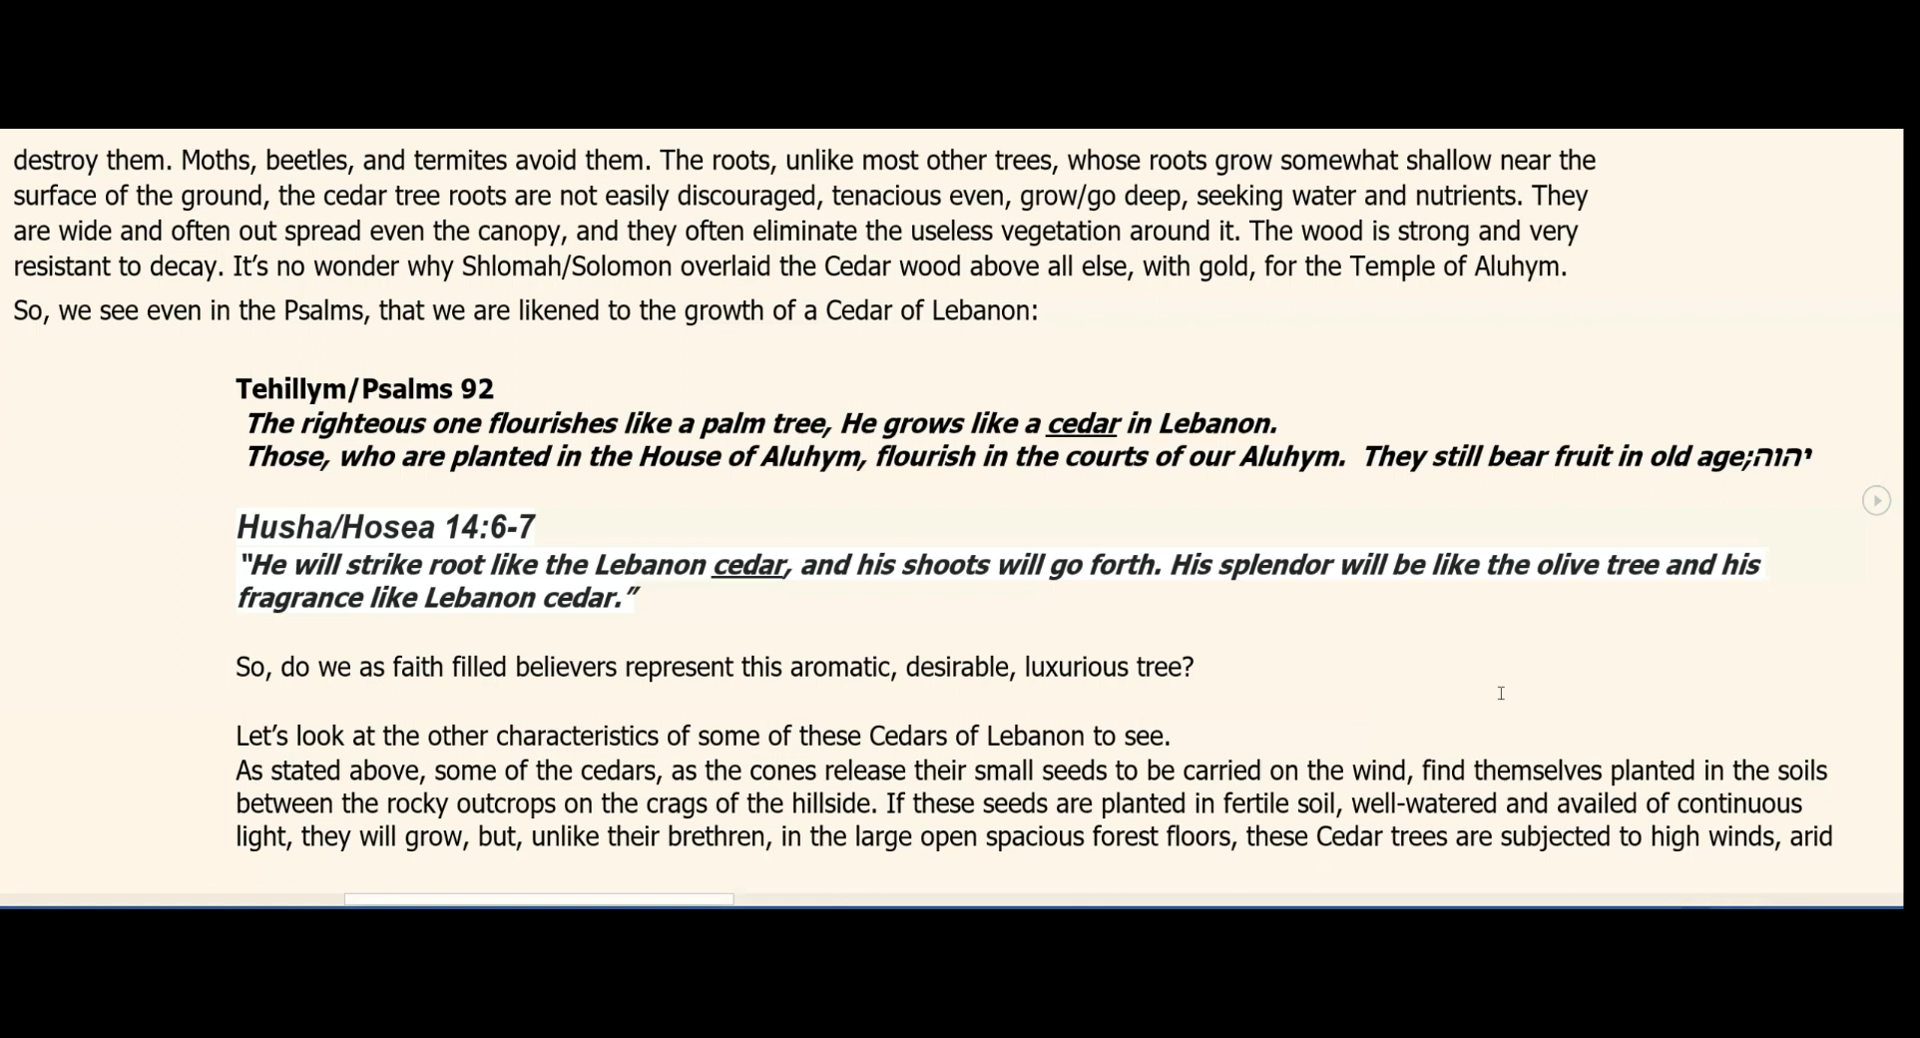 destroy them. Moths, beetles, and termites avoid them. The roots, unlike most other trees, whose roots grow somewhat shallow near the
surface of the ground, the cedar tree roots are not easily discouraged, tenacious even, grow/go deep, seeking water and nutrients. They
are wide and often out spread even the canopy, and they often eliminate the useless vegetation around it. The wood is strong and very
resistant to decay. It’s no wonder why Shlomah/Solomon overlaid the Cedar wood above all else, with gold, for the Temple of Aluhym.
So, we see even in the Psalms, that we are likened to the growth of a Cedar of Lebanon:
Tehillym/Psalms 92
The righteous one flourishes like a palm tree, He grows like a cedar in Lebanon.
Those, who are planted in the House of Aluhym, flourish in the courts of our Aluhym. They still bear fruit in old age;יהוה
Husha/Hosea 14:6-7
“He will strike root like the Lebanon cedar, and his shoots will go forth. His splendor will be like the olive tree and his
fragrance like Lebanon cedar.”
So, do we as faith filled believers represent this aromatic, desirable, luxurious tree?
Let’s look at the other characteristics of some of these Cedars of Lebanon to see.
As stated above, some of the cedars, as the cones release their small seeds to be carried on the wind, find themselves planted in the soils
between the rocky outcrops on the crags of the hillside. If these seeds are planted in fertile soil, well-watered and availed of continuous
light, they will grow, but, unlike their brethren, in the large open spacious forest floors, these Cedar trees are subjected to high winds, arid